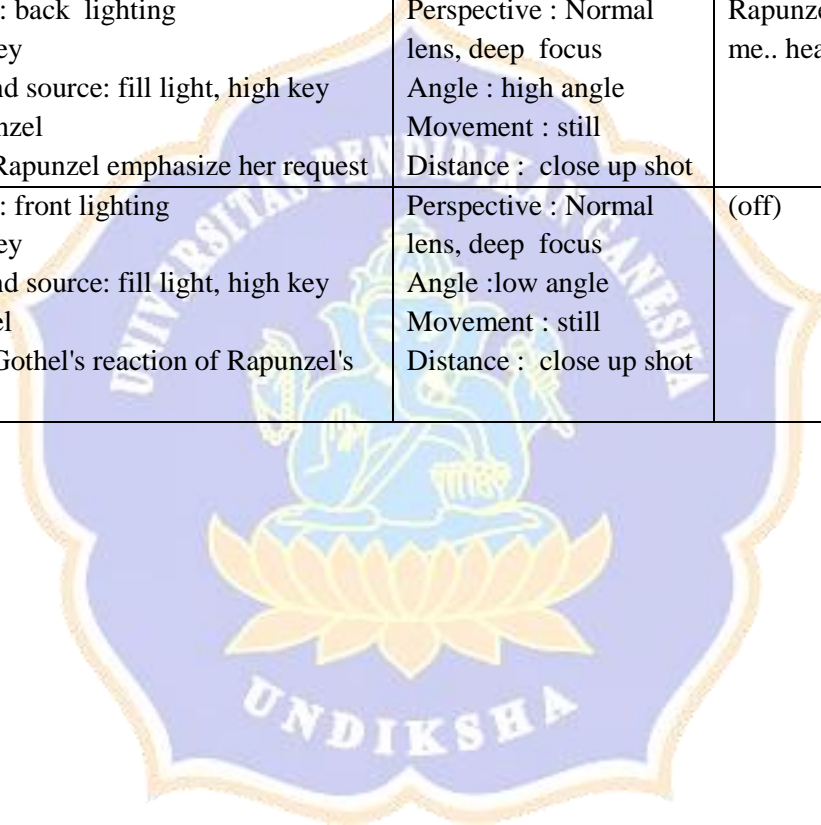 : back lighting
ey
nd source: fill light, high key
nzel
Rapunzel emphasize her request
Perspective : Normal
lens, deep focus
Angle : high angle
Movement : still
Distance : close up shot
Rapunze
me.. hea
: front lighting
ey
nd source: fill light, high key
el
Gothel's reaction of Rapunzel's
Perspective : Normal
lens, deep focus
Angle :low angle
Movement : still
Distance : close up shot
(off)
UNIVERSITAS PENDIDIKAN GANESHA
UNDIKSHA